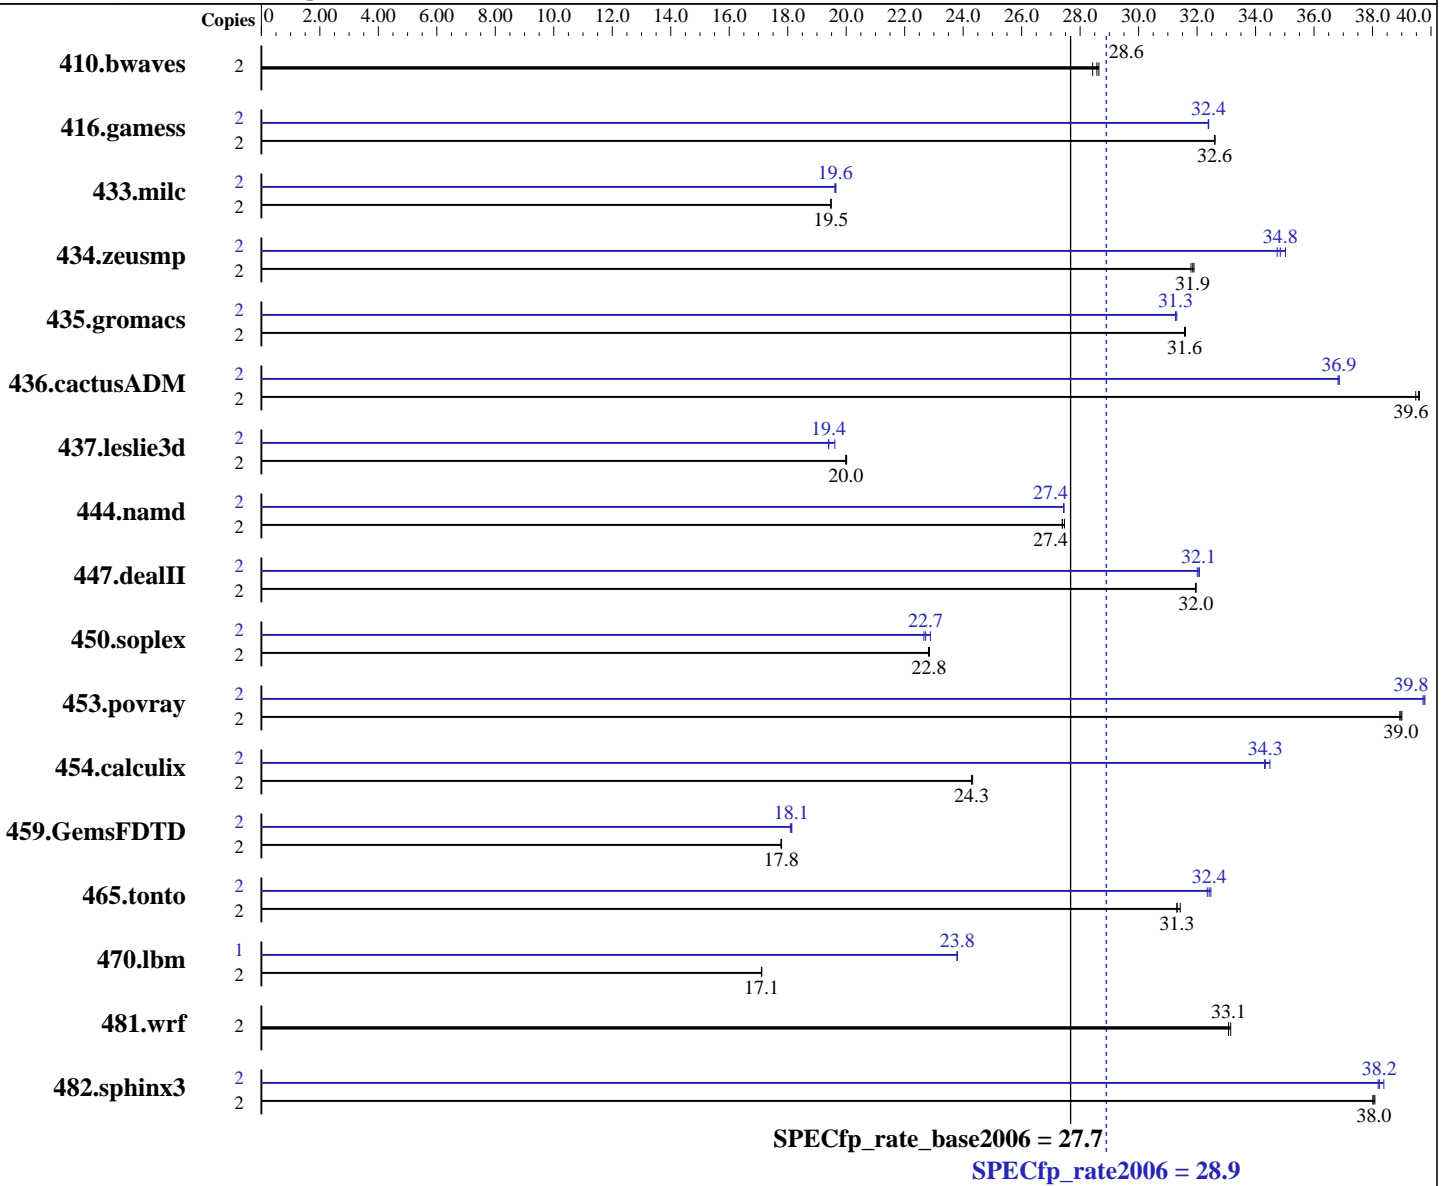 Copies 0 2.00 4.00 6.00 8.00 10.0 12.0 14.0 16.0 18.0 20.0 22.0 24.0 26.0 28.0 30.0 32.0 34.0 36.0 38.0 40.0
410.bwaves 2 28.6
416.gamess 2 32.4
2 32.6
433.milc 2 19.6
2 19.5
434.zeusmp 2 34.8
2 31.9
435.gromacs 2 31.3
2 31.6
436.cactusADM 2 36.9
2 39.6
437.leslie3d 2 19.4
2 20.0
444.namd 2 27.4
2 27.4
447.dealII 2 32.1
2 32.0
450.soplex 2 22.7
2 22.8
453.povray 2 39.8
2 39.0
454.calculix 2 34.3
2 24.3
459.GemsFDTD 2 18.1
2 17.8
465.tonto 2 32.4
2 31.3
470.lbm 1 23.8
2 17.1
481.wrf 2 33.1
482.sphinx3 2 38.2
2 38.0
SPECfp_rate_base2006 = 27.7
SPECfp_rate2006 = 28.9